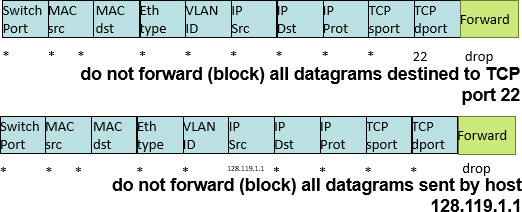 Switch MAC MAC Eth VLAN IP IP IP TCP TCP Forward
Port src dst type ID Src Dst Prot sport dport
* * * * * * * * * 22 drop
do not forward (block) all datagrams destined to TCP
port 22
Switch MAC MAC Eth VLAN IP IP IP TCP TCP Forward
Port src dst type ID Src Dst Prot sport dport
* * * * * 128.119.1.1 * * * * drop
do not forward (block) all datagrams sent by host
128.119.1.1